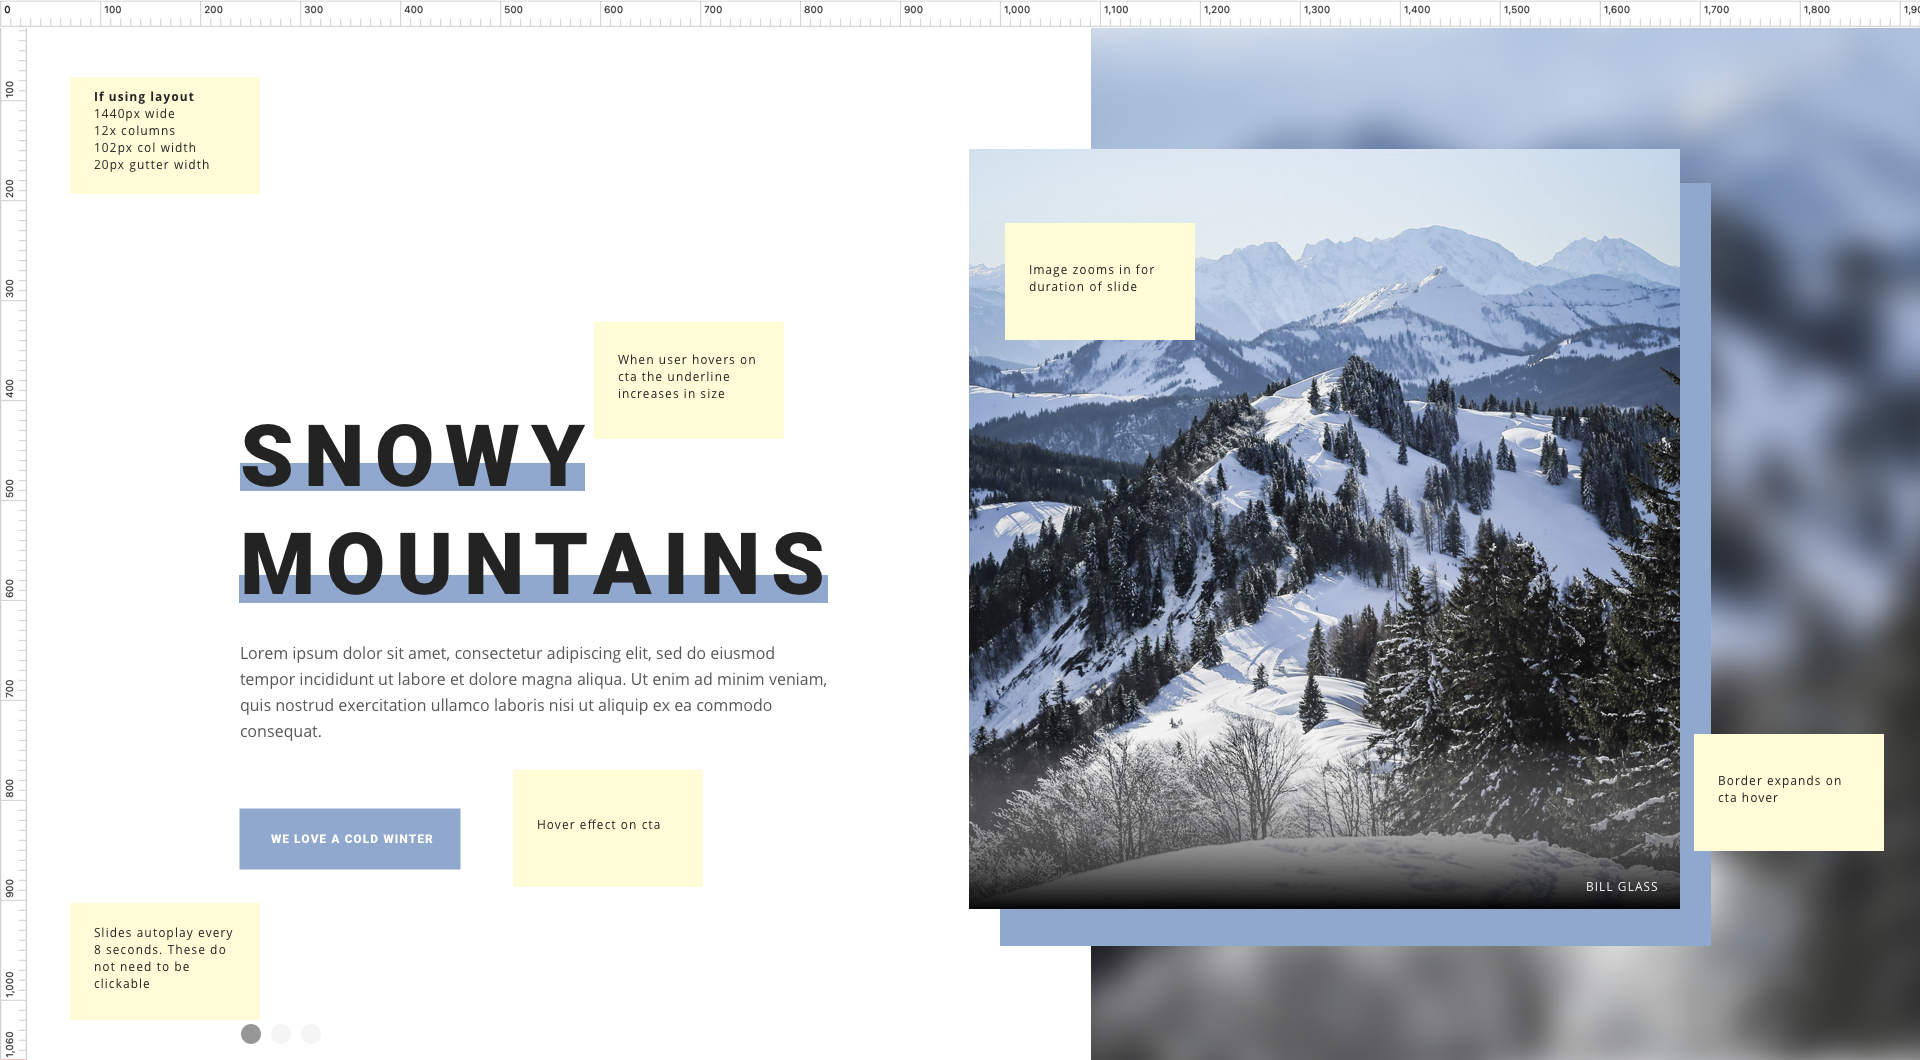 0 100 200 300 400 500 600 700 800 900 1,000 1,100 1,200 1,300 1,400 1,500 1,600 1,700 1,800
100
200
300
400
500
600
700
800
900
1,000
1,060
If using layout
1440px wide
12x columns
102px col width
20px gutter width
Image zooms in for
duration of slide
When user hovers on
cta the underline
increases in size
SNOWY
MOUNTAINS
Lorem ipsum dolor sit amet, consectetur adipiscing elit, sed do eiusmod
tempor incididunt ut labore et dolore magna aliqua. Ut enim ad minim veniam,
quis nostrud exercitation ullamco laboris nisi ut aliquip ex ea commodo
consequat.
Hover effect on cta
WE LOVE A COLD WINTER
Border expands on
cta hover
BILL GLASS
Slides autoplay every
8 seconds. These do
not need to be
clickable